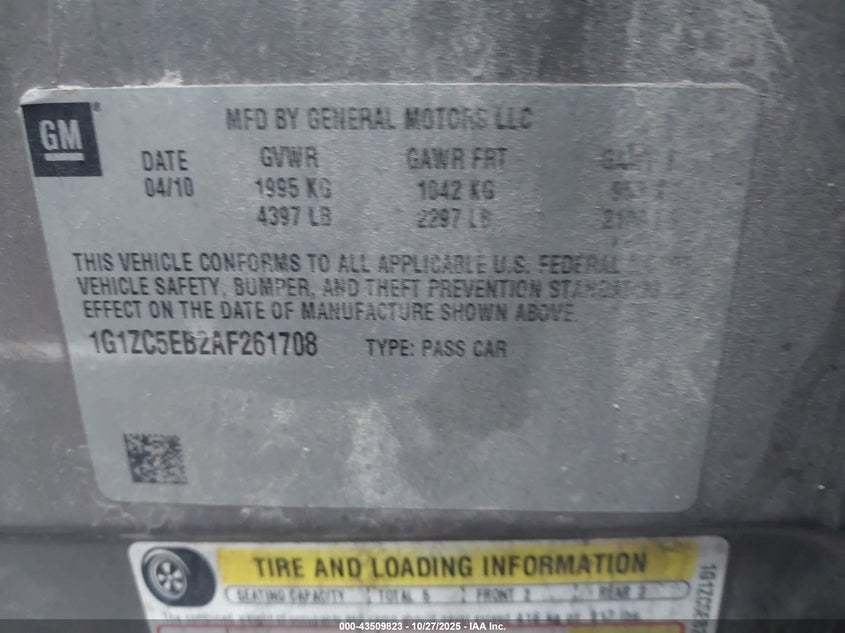 GM®
MFD BY GENERAL MOTORS LLC
DATE GVWR GAWR FRT
04/10 1995 KG 1042 KG
4397 LB 2297 LB
THIS VEHICLE CONFORMS TO ALL APPLICABLE U.S. FEDERAL
VEHICLE SAFETY, BUMPER, AND THEFT PREVENTION STANDARDS
EFFECT ON THE DATE OF MANUFACTURE SHOWN ABOVE.
1G1ZC5EB2AF261708 TYPE: PASS CAR
TIRE AND LOADING INFORMATION
SEATING CAPACITY TOTAL 5 FRONT 2 REAR 3
1G1ZC5EB
000-43509823 - 10/27/2025 - IAA Inc.